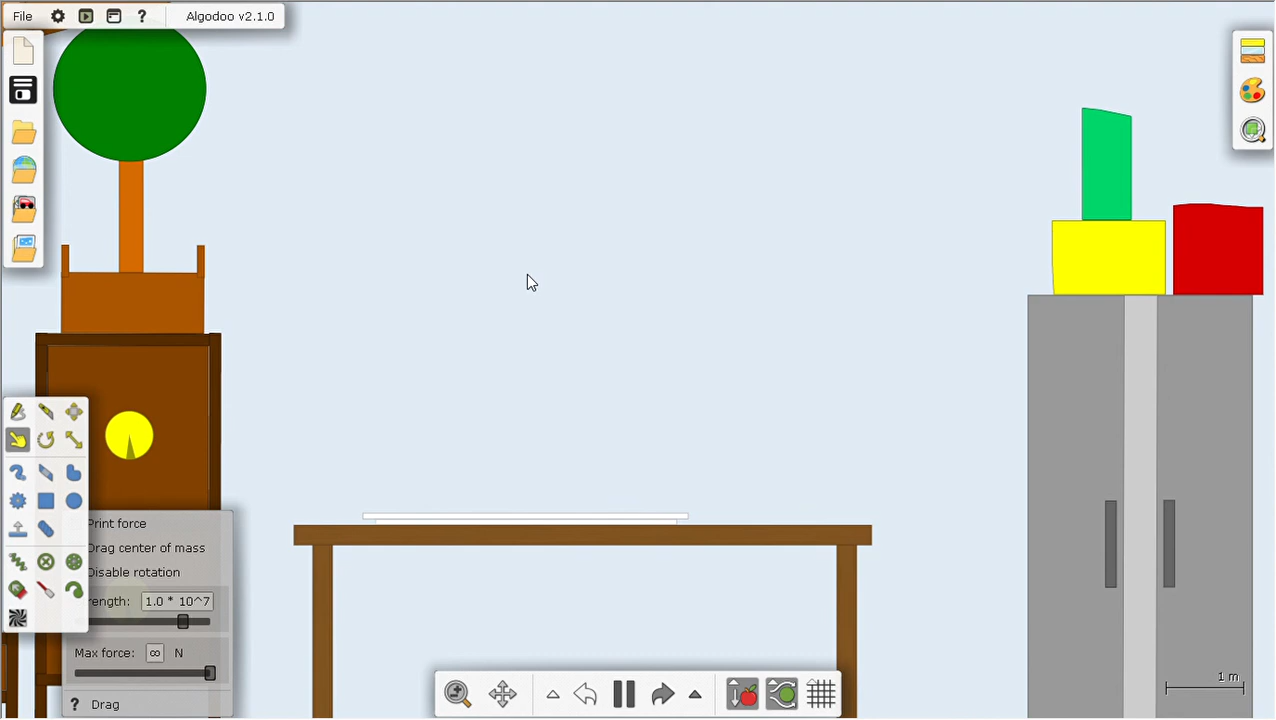 File ? Algodoo v2.1.0
Print force
Drag center of mass
Disable rotation
rength: 1.0 * 10^7
Max force: ∞ N
? Drag
1 m